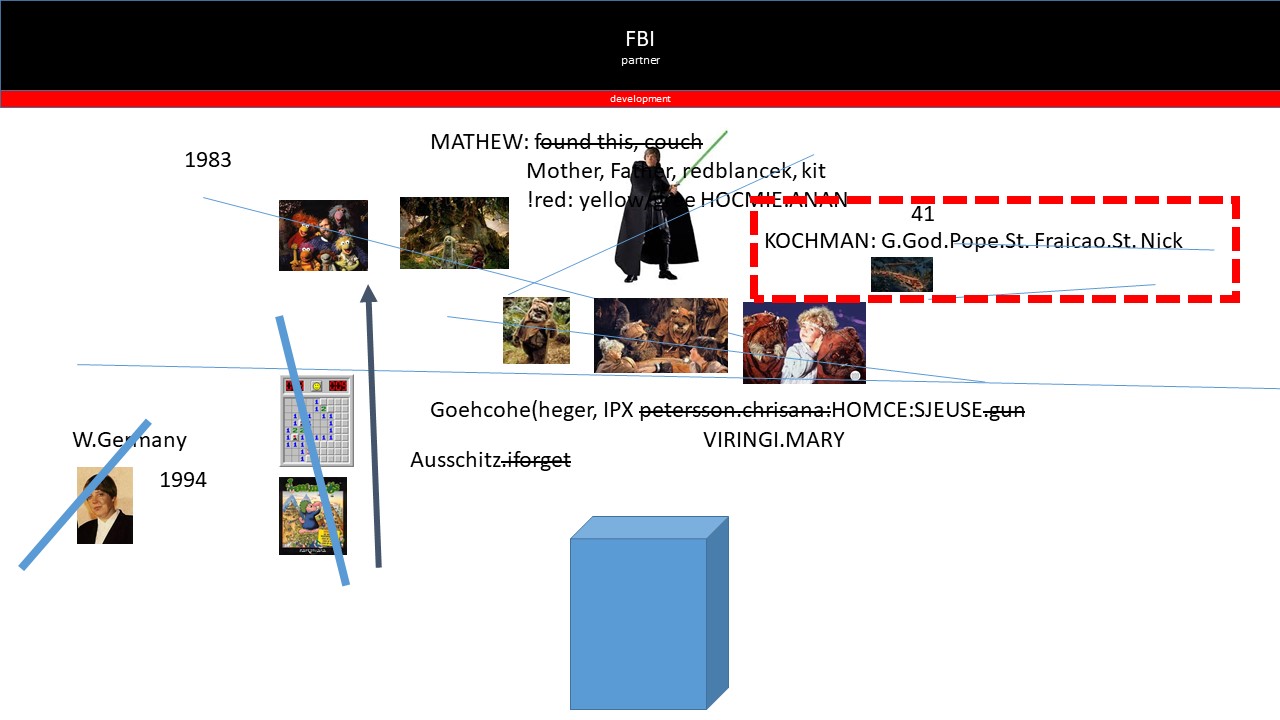 FBI
partner
development
MATHEW: found this, couch
1983
Mother, Father, redblancek, kit
!red: yellow HOCMIE.ANAN
41
KOCHMAN: G.God.Pope.St. Fraicao.St. Nick
Goehcohe(heger, IPX petersson.chrisana:HOMCE:SJEUSE.gun
W.Germany
VIRINGI.MARY
Ausschitz.iforget
1994